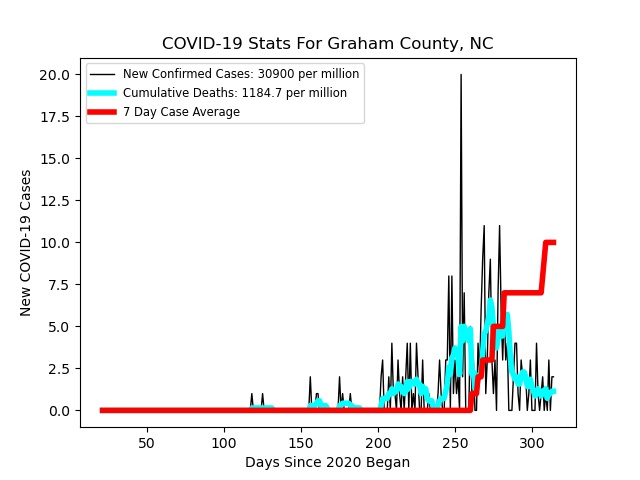 COVID-19 Stats For Graham County, NC
New Confirmed Cases: 30900 per million
Cumulative Deaths: 1184.7 per million
7 Day Case Average
20.0
17.5
15.0
12.5
10.0
7.5
5.0
2.5
0.0
New COVID-19 Cases
50 100 150 200 250 300
Days Since 2020 Began